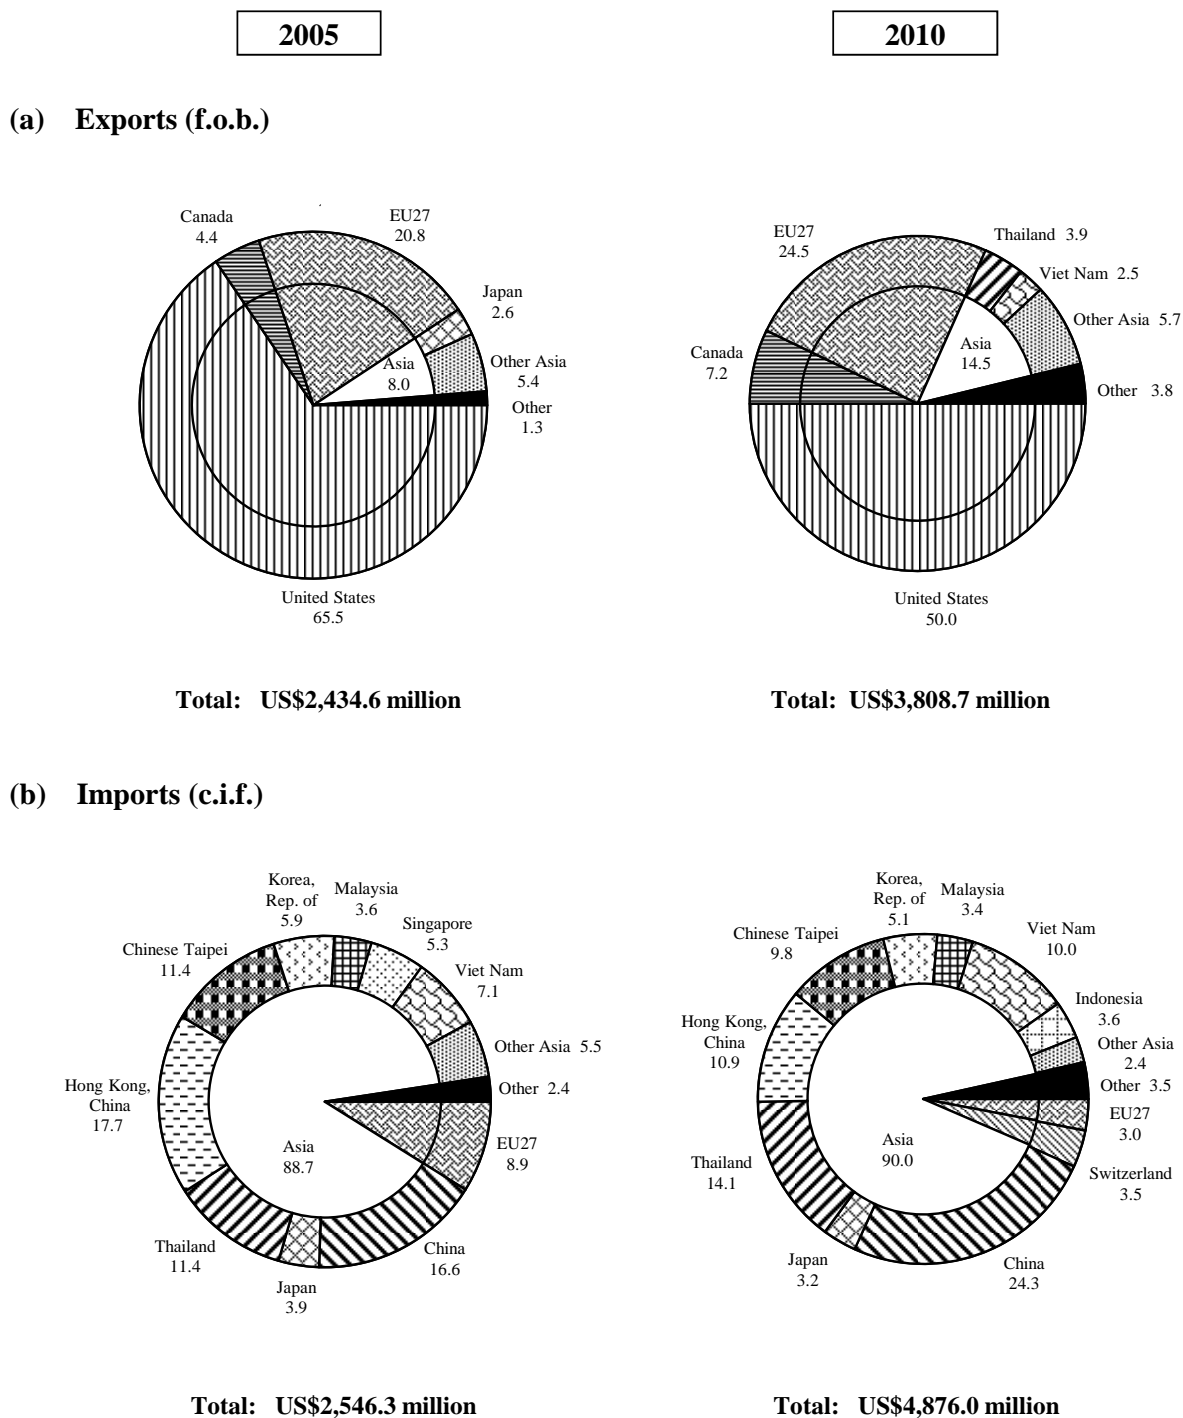 2005
2010
(a) Exports (f.o.b.)
Canada
4.4
EU27
20.8
Japan
2.6
Other Asia
5.4
Other
1.3
Asia
8.0
United States
65.5
Total: US$2,434.6 million
EU27
24.5
Thailand 3.9
Viet Nam 2.5
Other Asia 5.7
Other 3.8
Asia
14.5
Canada
7.2
United States
50.0
Total: US$3,808.7 million
(b) Imports (c.i.f.)
Korea,
Rep. of
5.9
Malaysia
3.6
Singapore
5.3
Viet Nam
7.1
Other Asia 5.5
Other 2.4
EU27
8.9
China
16.6
Japan
3.9
Thailand
11.4
Hong Kong,
China
17.7
Chinese Taipei
11.4
Asia
88.7
Total: US$2,546.3 million
Korea,
Rep. of
5.1
Malaysia
3.4
Viet Nam
10.0
Indonesia
3.6
Other Asia
2.4
Other 3.5
EU27
3.0
Switzerland
3.5
China
24.3
Japan
3.2
Thailand
14.1
Hong Kong,
China
10.9
Chinese Taipei
9.8
Asia
90.0
Total: US$4,876.0 million